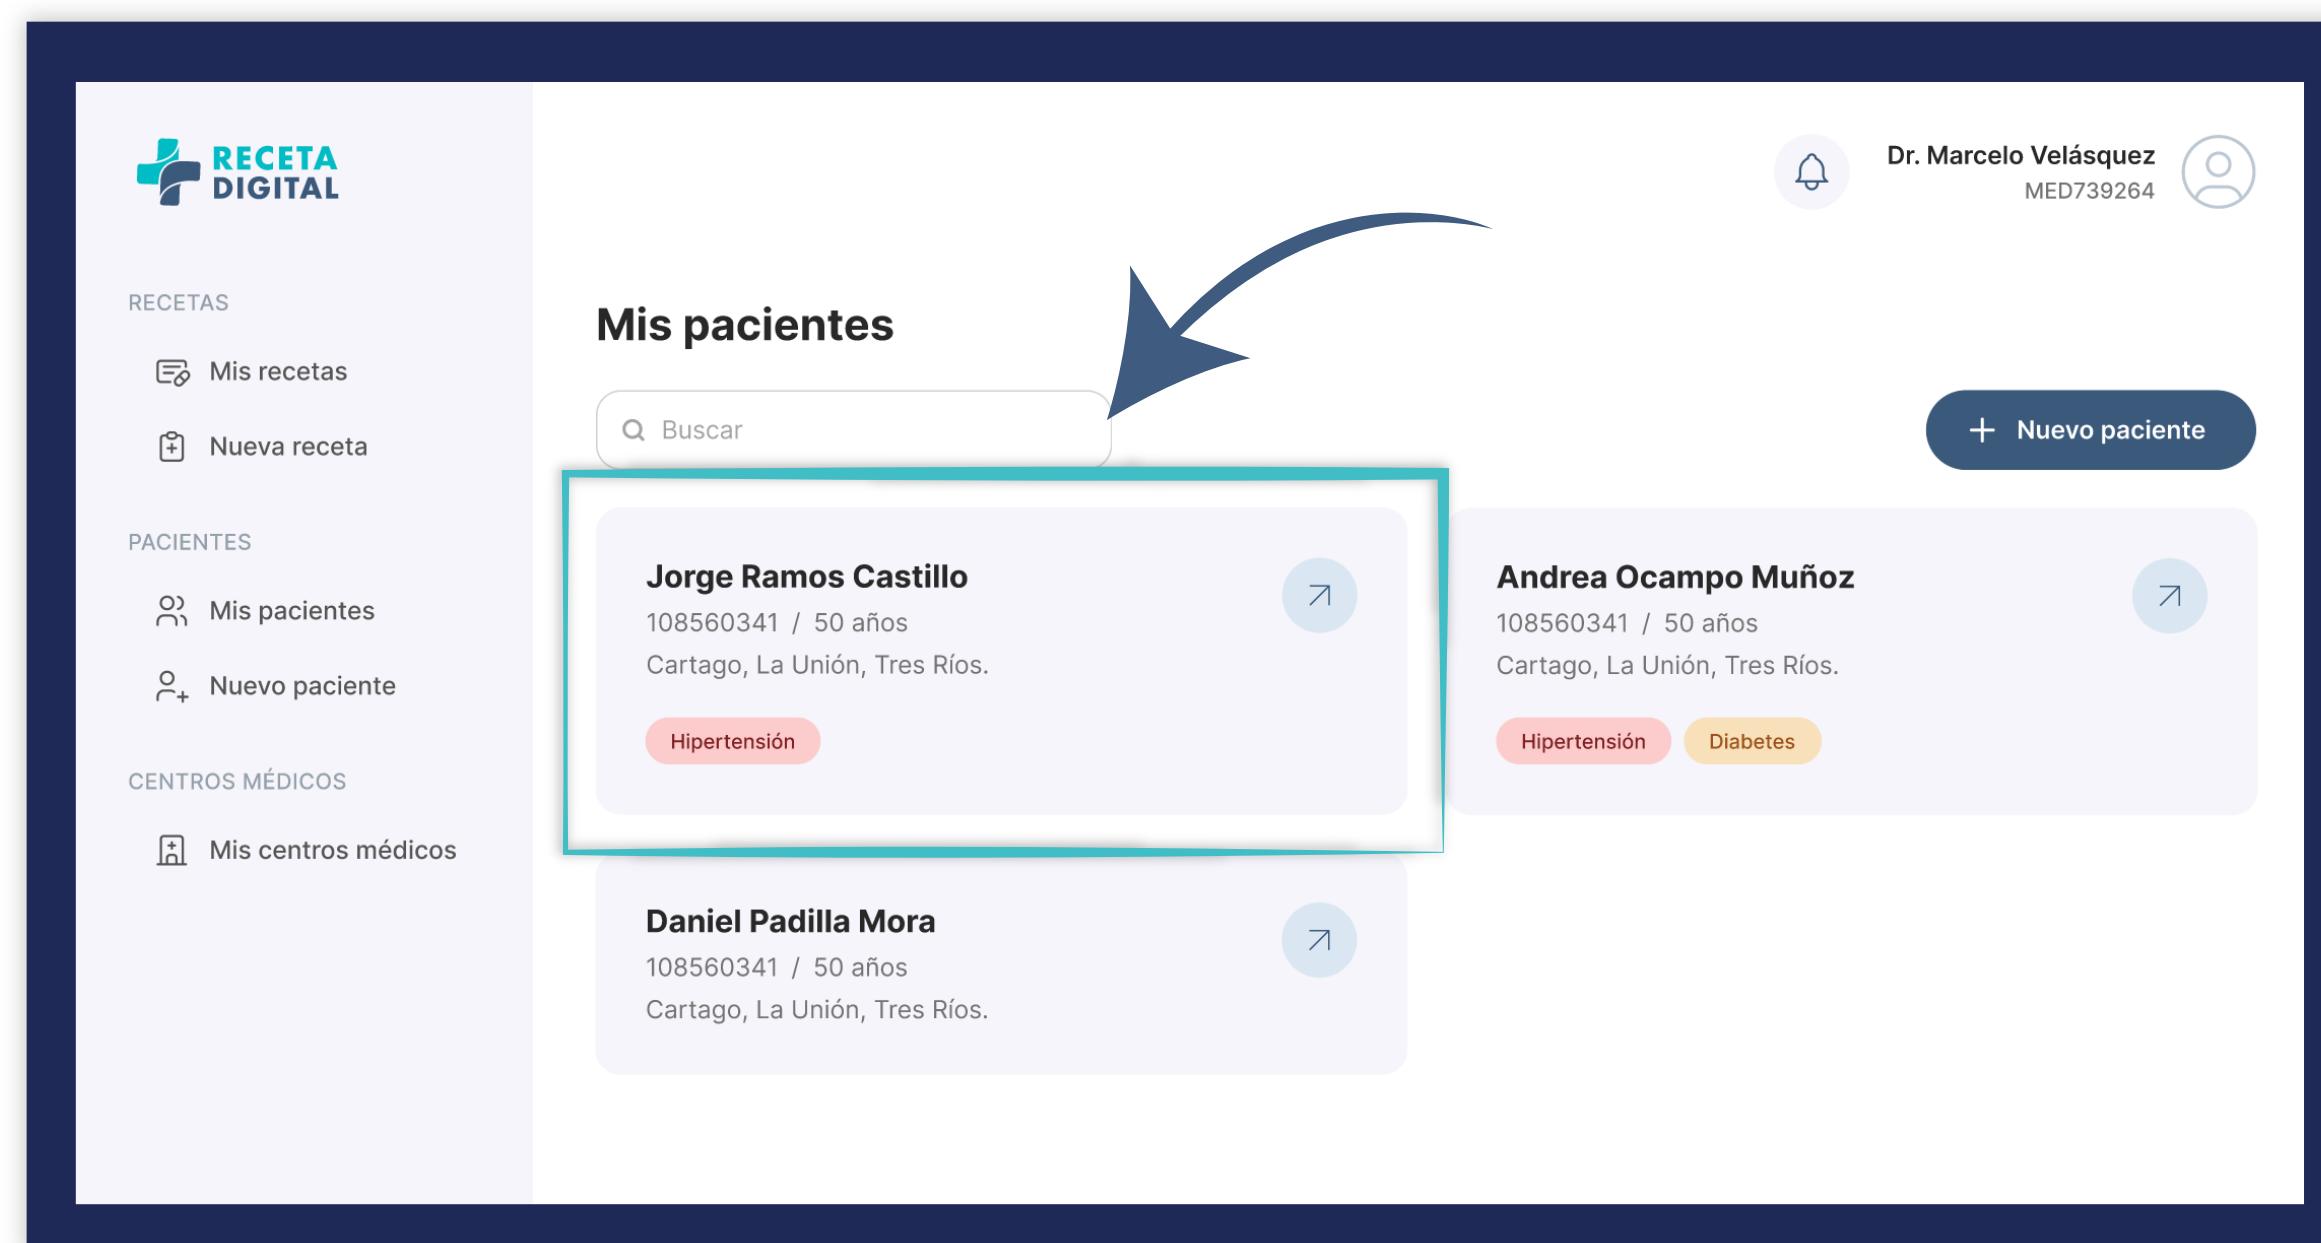 RECETA
DIGITAL
Dr. Marcelo Velásquez
MED739264
RECETAS
Mis recetas
Nueva receta
PACIENTES
Mis pacientes
Nuevo paciente
CENTROS MÉDICOS
Mis centros médicos
Mis pacientes
Buscar
Nuevo paciente
Jorge Ramos Castillo
108560341 / 50 años
Cartago, La Unión, Tres Ríos.
Hipertensión
Andrea Ocampo Muñoz
108560341 / 50 años
Cartago, La Unión, Tres Ríos.
Hipertensión Diabetes
Daniel Padilla Mora
108560341 / 50 años
Cartago, La Unión, Tres Ríos.